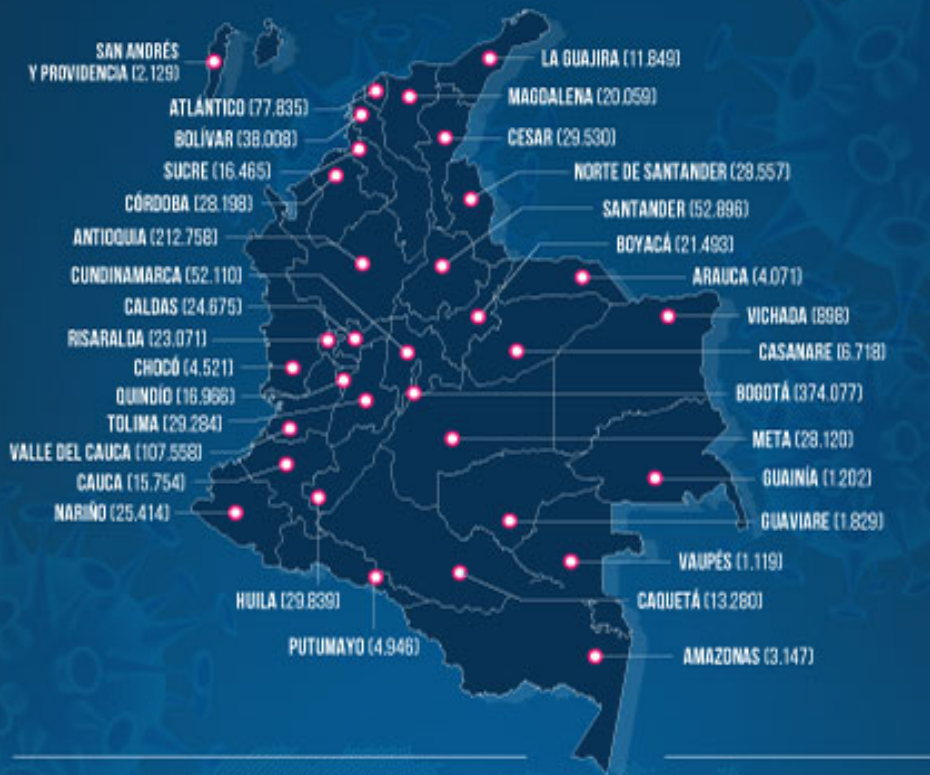 SAN ANDRÉS
Y PROVIDENCIA (2.129)
ATLÁNTICO (77.835)
BOLÍVAR (38.008)
SUCRE (16.465)
CÓRDOBA (28.198)
ANTIOQUIA (212.758)
CUNDINAMARCA (52.110)
CALDAS (24.675)
RISARALDA (23.071)
CHOCÓ (4.521)
QUINDÍO (16.966)
TOLIMA (29.284)
VALLE DEL CAUCA (107.558)
CAUCA (15.754)
NARIÑO (25.414)
HUILA (29.839)
PUTUMAYO (4.946)
LA GUAJIRA (11.849)
MAGDALENA (20.059)
CESAR (29.530)
NORTE DE SANTANDER (28.557)
SANTANDER (52.896)
BOYACÁ (21.493)
ARAUCA (4.071)
VICHADA (898)
CASANARE (6.718)
BOGOTÁ (374.077)
META (28.120)
GUAINÍA (1.202)
GUAVIARE (1.829)
VAUPÉS (1.119)
CAQUETÁ (13.280)
AMAZONAS (3.147)